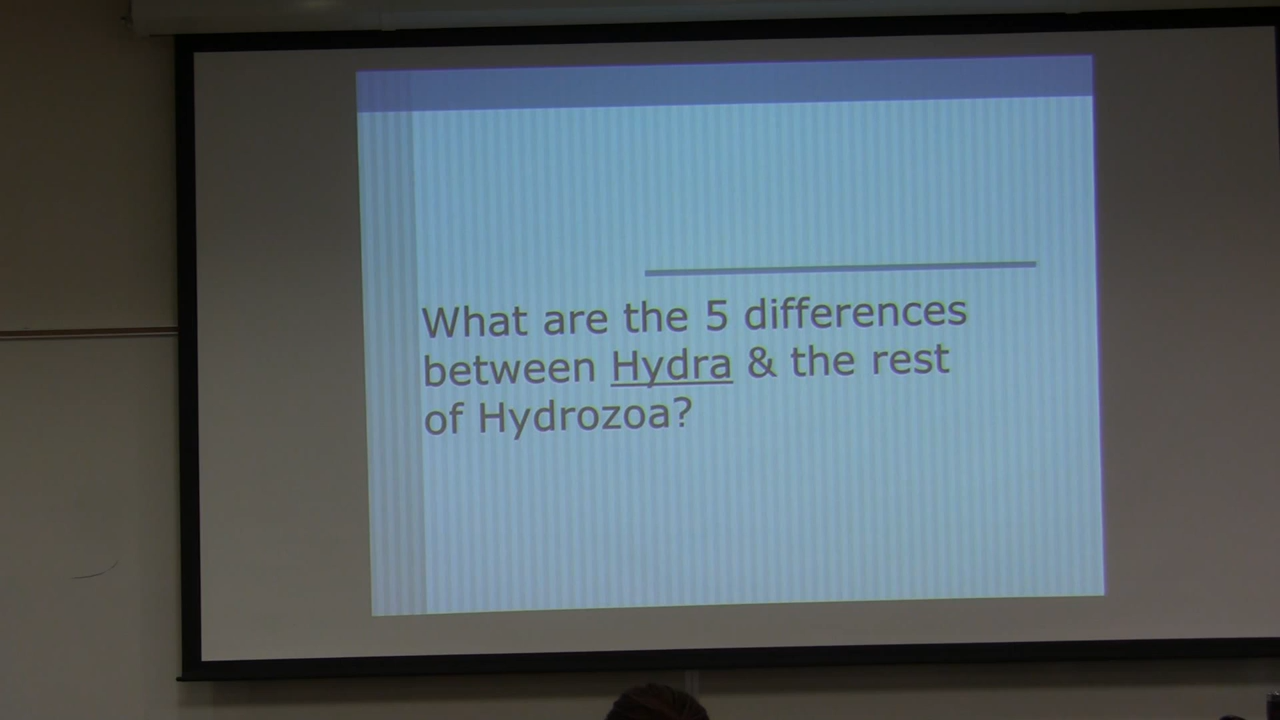 What are the 5 differences
between Hydra & the rest
of Hydrozoa?